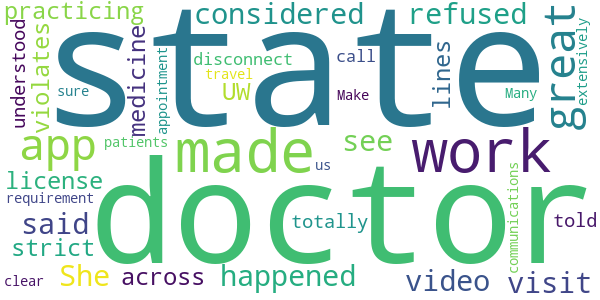 practicing considered refused great
understood violates state extensively
medicine appointment disconnect call lines
sure travel UW Make Many
app patients made see work
us
license doctor communications
requirement
said totally told
strict
clear She across happened video visit